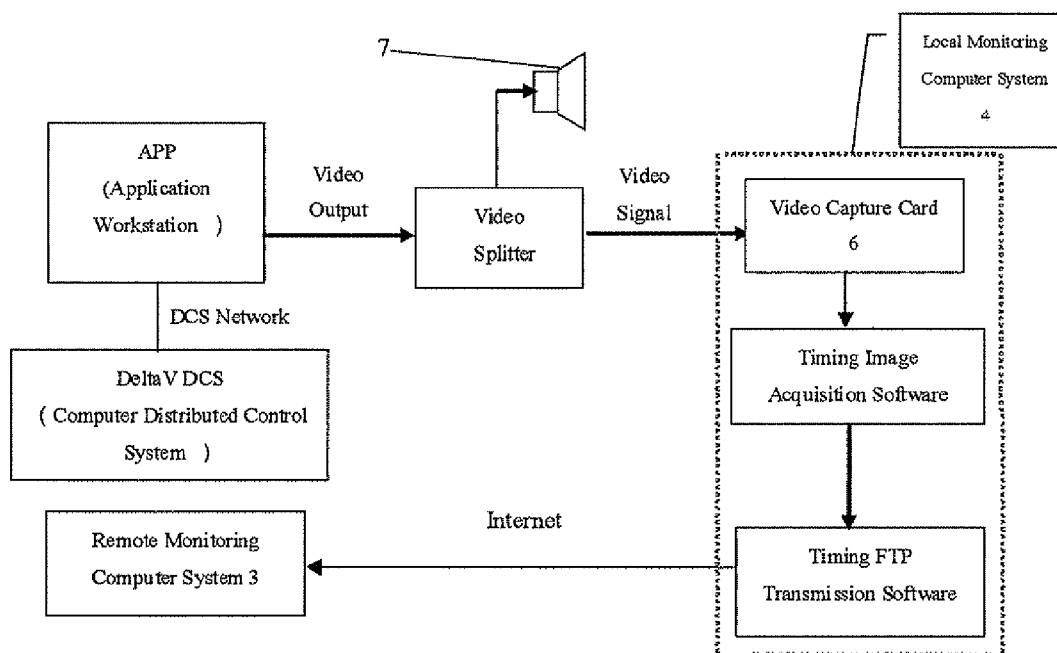 7
Local Monitoring
Computer System
4
APP
(Application
Workstation )
Video
Output
Video
Splitter
Video
Signal
Video Capture Card
6
DCS Network
DeltaV DCS
( Computer Distributed Control
System )
Timing Image
Acquisition Software
Internet
Remote Monitoring
Computer System 3
Timing FTP
Transmission Software